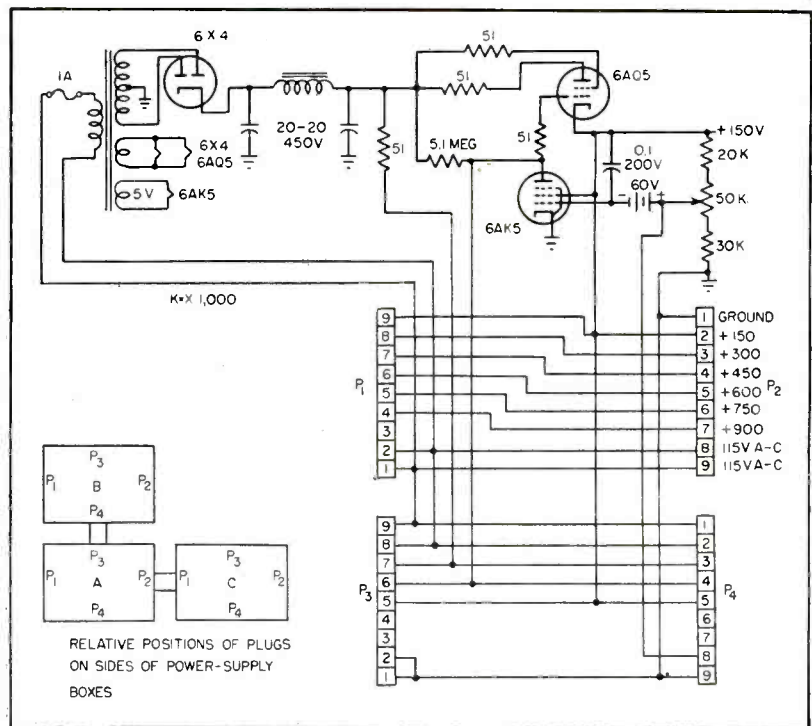 6 X 4
1A
51
51
6AQ5
+150V
20-20
450V
51
5.1 MEG
51
0.1
200V
20K
6 X 4
6AQ5
5V
6AK5
- 60V +
50K
6AK5
30K
K=X 1,000
P1
9
8
7
6
5
4
3
2
1
1 GROUND
2 +150
3 +300
4 +450
5 +600 P2
6 +750
7 +900
8 115V A-C
9 115V A-C
P3
P1 B P2
P4
P3
P1 A P2
P4
P3
P1 C P2
P4
RELATIVE POSITIONS OF PLUGS
ON SIDES OF POWER-SUPPLY
BOXES
P3
9
8
7
6
5
4
3
2
1
P4
1
2
3
4
5
6
7
8
9